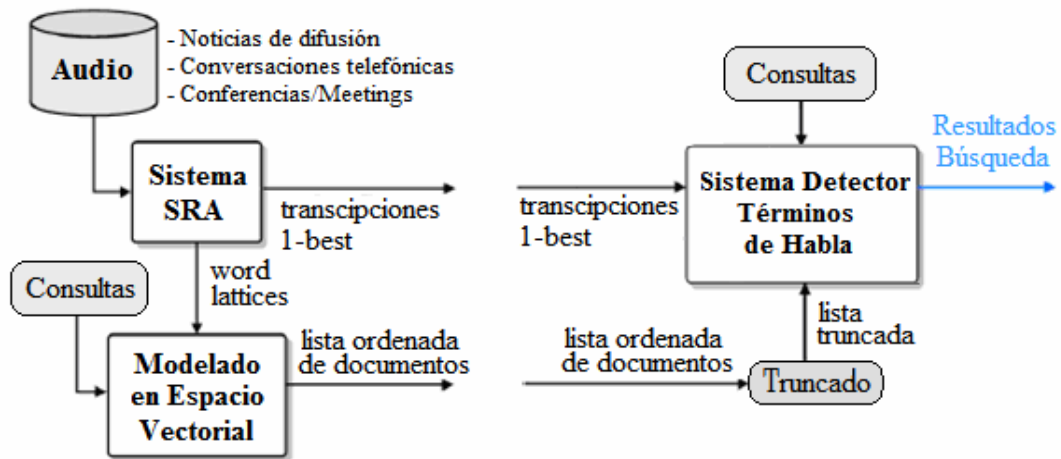 Audio
- Noticias de difusión
- Conversaciones telefónicas
- Conferencias/Meetings
Sistema
SRA
transcipciones
1-best
word
lattices
Consultas
Modelado
en Espacio
Vectorial
lista ordenada
de documentos
Consultas
transcipciones
1-best
Sistema Detector
Términos
de Habla
Resultados
Búsqueda
lista
truncada
lista ordenada
de documentos
Truncado